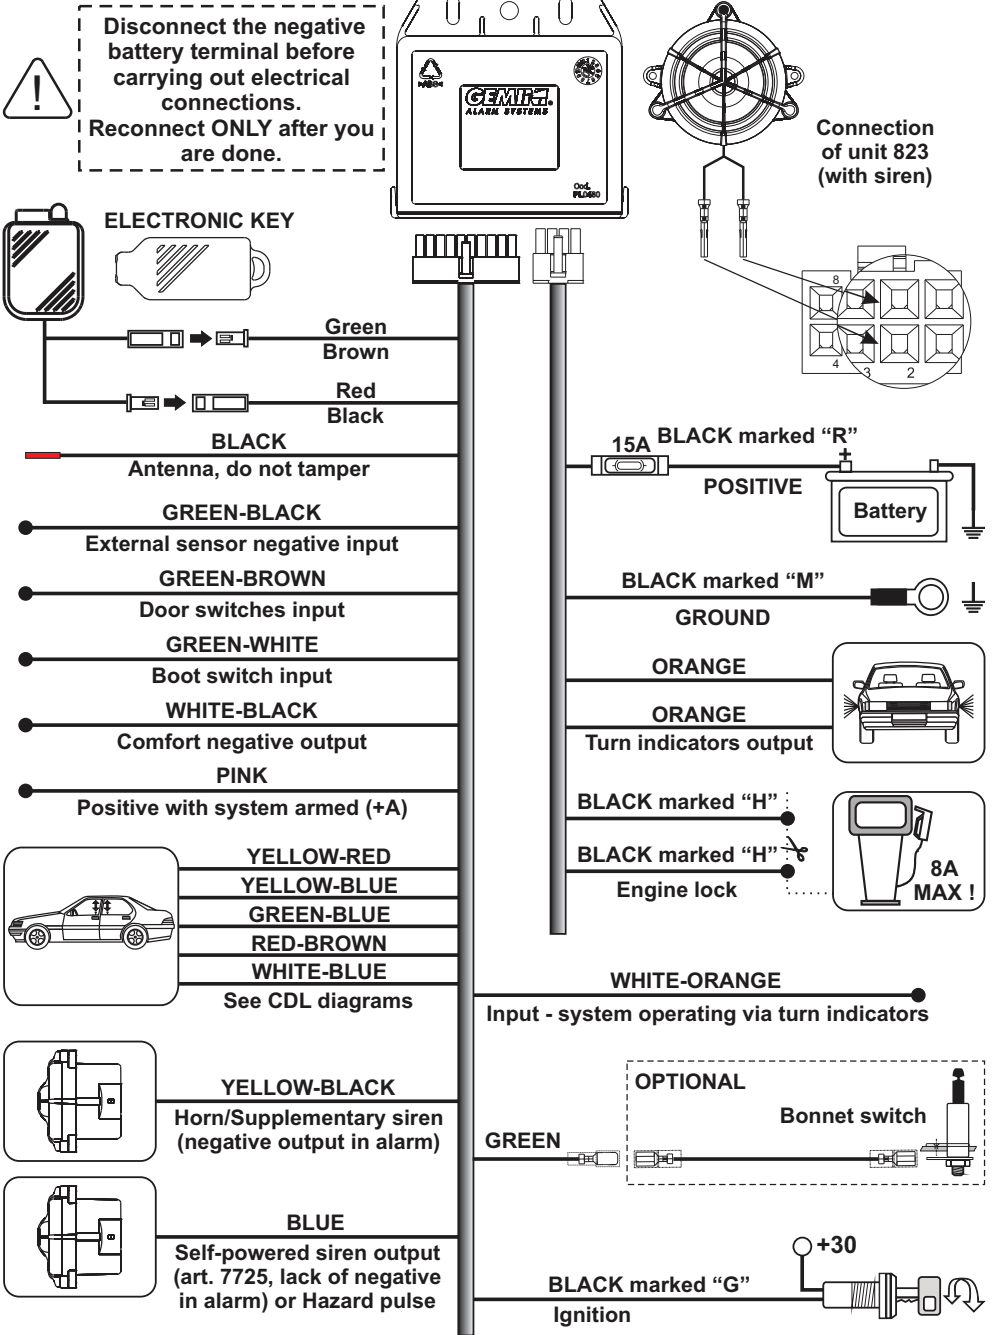 Disconnect the negative
battery terminal before
carrying out electrical
connections.
Reconnect ONLY after you
are done.
!
GEMINI.
ALARM SYSTEMS
Connection
of unit 823
(with siren)
ELECTRONIC KEY
8
4
3
2
Green
Brown
Red
Black
BLACK
Antenna, do not tamper
GREEN-BLACK
External sensor negative input
GREEN-BROWN
Door switches input
GREEN-WHITE
Boot switch input
WHITE-BLACK
Comfort negative output
PINK
Positive with system armed (+A)
YELLOW-RED
YELLOW-BLUE
GREEN-BLUE
RED-BROWN
WHITE-BLUE
See CDL diagrams
YELLOW-BLACK
Horn/Supplementary siren
(negative output in alarm)
BLUE
Self-powered siren output
(art. 7725, lack of negative
in alarm) or Hazard pulse
15A
BLACK marked “R”
+
POSITIVE
Battery
BLACK marked “M”
GROUND
ORANGE
ORANGE
Turn indicators output
BLACK marked “H”
BLACK marked “H”
Engine lock
8A
MAX !
WHITE-ORANGE
Input - system operating via turn indicators
OPTIONAL
Bonnet switch
GREEN
+30
BLACK marked “G”
Ignition